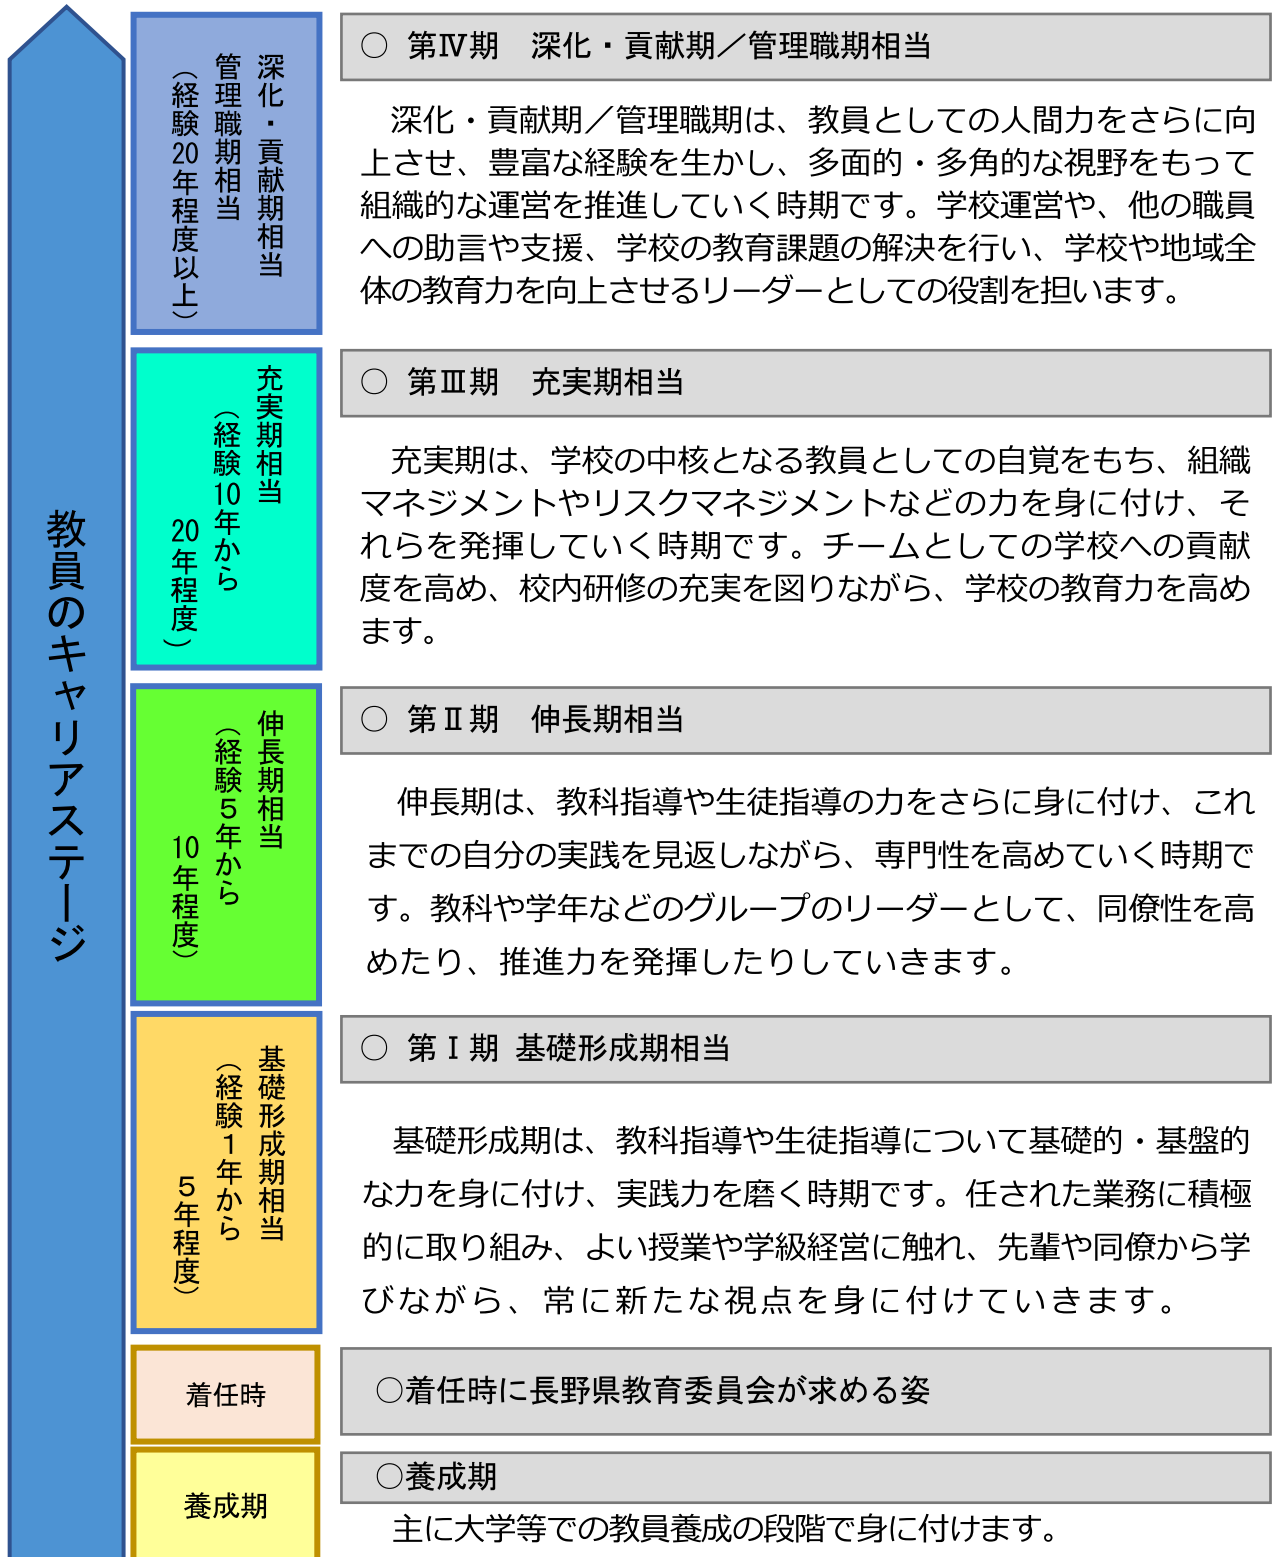 教員のキャリアステージ
深化・貢献期相当
管理職期相当
（経験20年程度以上）
○ 第Ⅳ期　深化・貢献期／管理職期相当
深化・貢献期／管理職期は、教員としての人間力をさらに向
上させ、豊富な経験を生かし、多面的・多角的な視野をもって
組織的な運営を推進していく時期です。学校運営や、他の職員
への助言や支援、学校の教育課題の解決を行い、学校や地域全
体の教育力を向上させるリーダーとしての役割を担います。
充実期相当
（経験10年から
20年程度）
○ 第Ⅲ期　充実期相当
充実期は、学校の中核となる教員としての自覚をもち、組織
マネジメントやリスクマネジメントなどの力を身に付け、そ
れらを発揮していく時期です。チームとしての学校への貢献
度を高め、校内研修の充実を図りながら、学校の教育力を高め
ます。
伸長期相当
（経験５年から
10年程度）
○ 第Ⅱ期　伸長期相当
伸長期は、教科指導や生徒指導の力をさらに身に付け、これ
までの自分の実践を見返しながら、専門性を高めていく時期で
す。教科や学年などのグループのリーダーとして、同僚性を高
めたり、推進力を発揮したりしていきます。
基礎形成期相当
（経験１年から
５年程度）
○ 第Ⅰ期 基礎形成期相当
基礎形成期は、教科指導や生徒指導について基礎的・基盤的
な力を身に付け、実践力を磨く時期です。任された業務に積極
的に取り組み、よい授業や学級経営に触れ、先輩や同僚から学
びながら、常に新たな視点を身に付けていきます。
着任時
○着任時に長野県教育委員会が求める姿
養成期
○養成期
主に大学等での教員養成の段階で身に付けます。